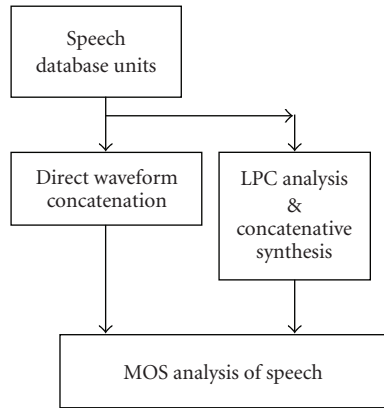 Speech
database units
Direct waveform
concatenation
LPC analysis
&
concatenative
synthesis
MOS analysis of speech